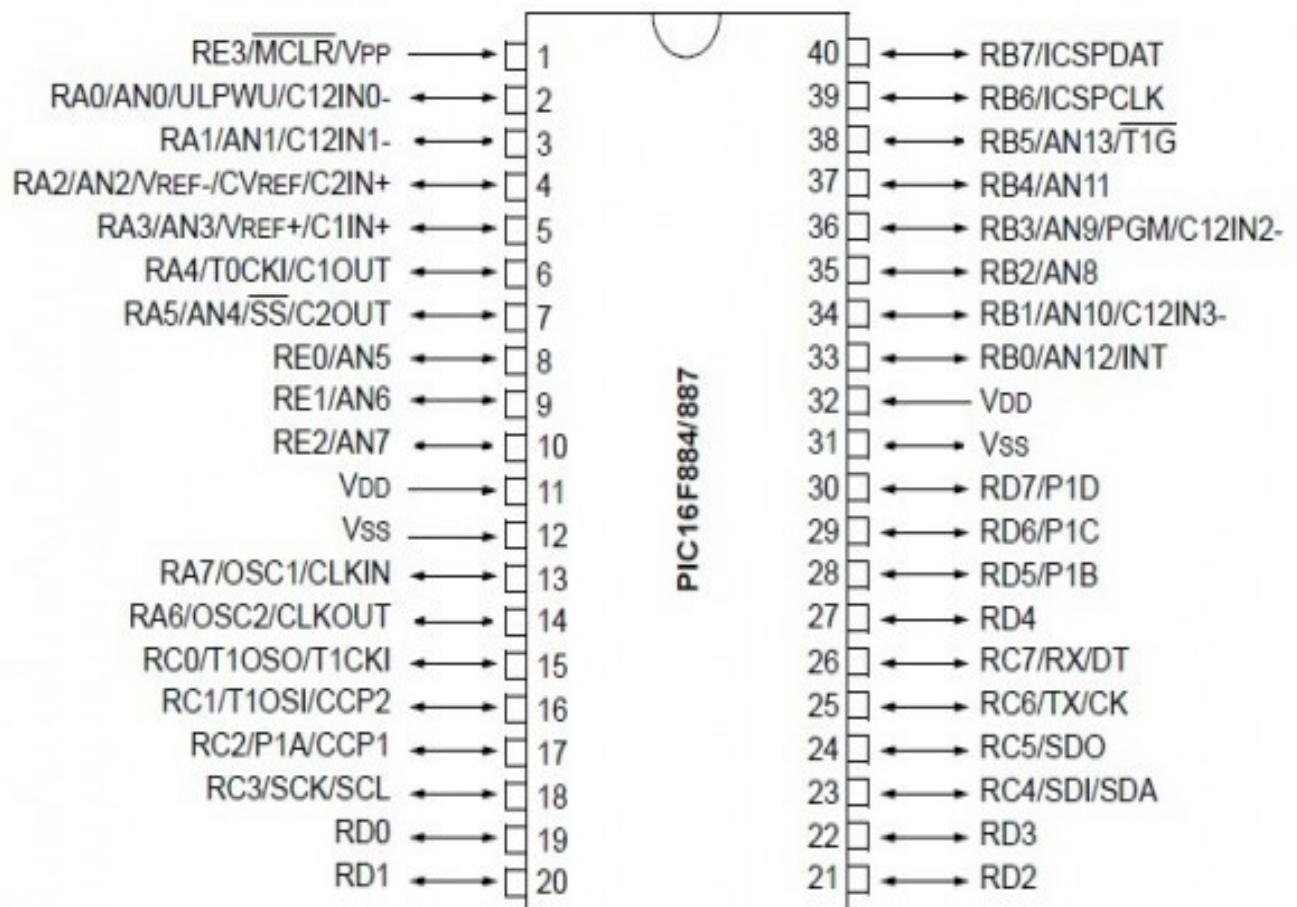 RE3/MCLR/VPP 1
RA0/AN0/ULPWU/C12IN0- 2
RA1/AN1/C12IN1- 3
RA2/AN2/VREF-/CVREF/C2IN+ 4
RA3/AN3/VREF+/C1IN+ 5
RA4/T0CKI/C1OUT 6
RA5/AN4/SS/C2OUT 7
RE0/AN5 8
RE1/AN6 9
RE2/AN7 10
VDD 11
VSS 12
RA7/OSC1/CLKIN 13
RA6/OSC2/CLKOUT 14
RC0/T1OSO/T1CKI 15
RC1/T1OSI/CCP2 16
RC2/P1A/CCP1 17
RC3/SCK/SCL 18
RD0 19
RD1 20
PIC16F884/887
40 RB7/ICSPDAT
39 RB6/ICSPCLK
38 RB5/AN13/T1G
37 RB4/AN11
36 RB3/AN9/PGM/C12IN2-
35 RB2/AN8
34 RB1/AN10/C12IN3-
33 RB0/AN12/INT
32 VDD
31 VSS
30 RD7/P1D
29 RD6/P1C
28 RD5/P1B
27 RD4
26 RC7/RX/DT
25 RC6/TX/CK
24 RC5/SDO
23 RC4/SDI/SDA
22 RD3
21 RD2